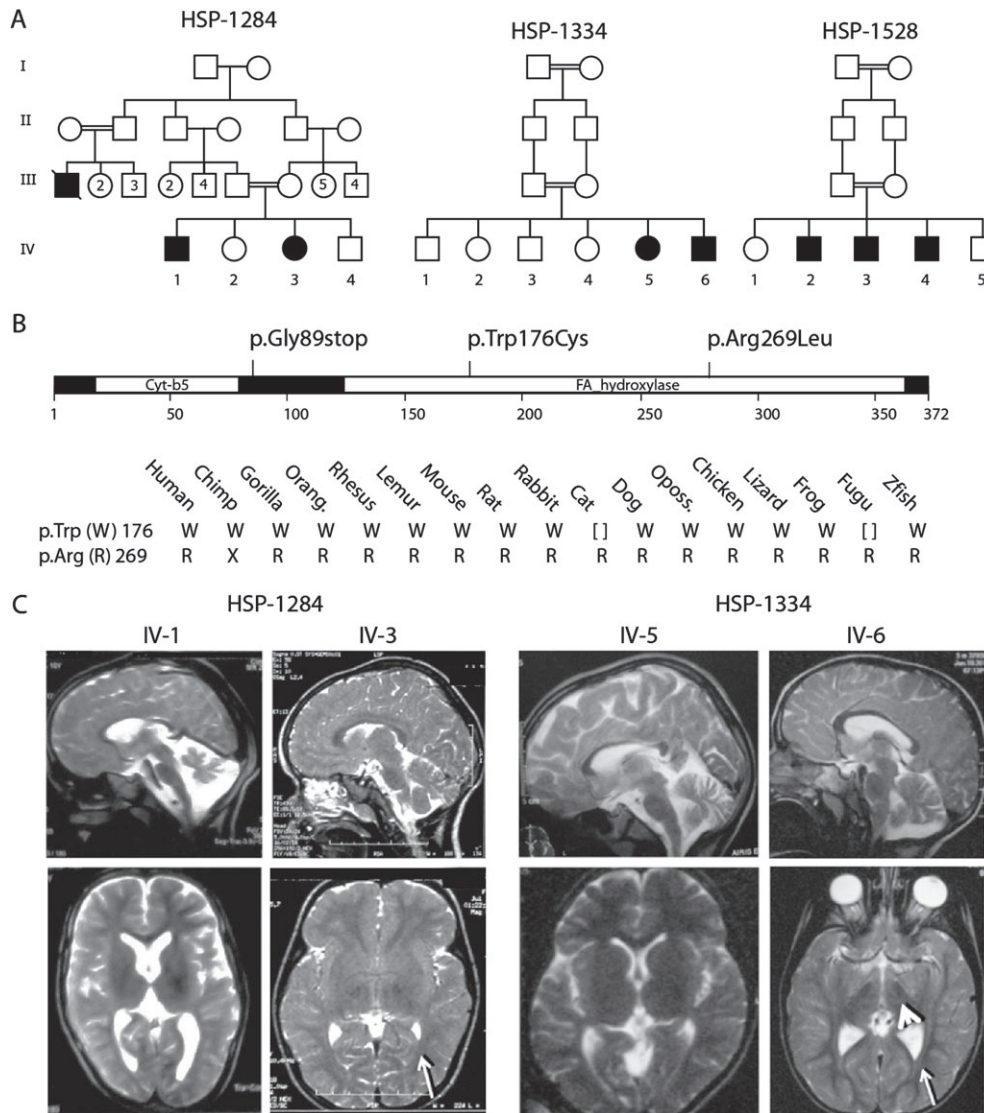 A
HSP-1284
HSP-1334
HSP-1528
I
II
III
2 3 2 4 5 4
IV
1 2 3 4
1 2 3 4 5 6
1 2 3 4 5
B
p.Gly89stop
p.Trp176Cys
p.Arg269Leu
Cyt-b5
FA_hydroxylase
1 50 100 150 200 250 300 350 372
Human Chimp Gorilla Orang. Rhesus Lemur Mouse Rat Rabbit Cat Dog Oposs. Chicken Lizard Frog Fugu Zfish
p.Trp (W) 176 W W W W W W W W W [ ] W W W W W [ ] W
p.Arg (R) 269 R X R R R R R R R R R R R R R R R
C
HSP-1284
HSP-1334
IV-1
IV-3
IV-5
IV-6